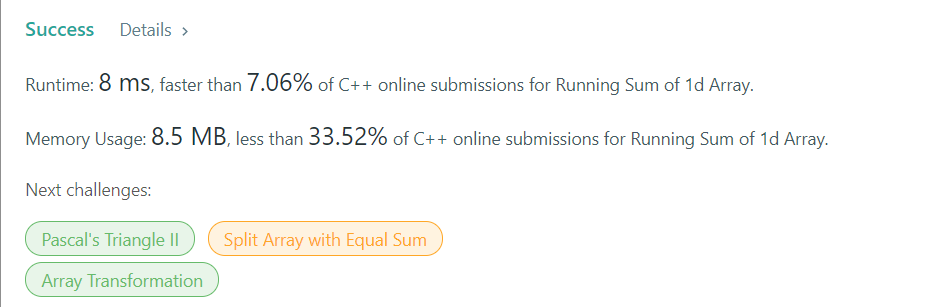 Success Details >
Runtime: 8 ms, faster than 7.06% of C++ online submissions for Running Sum of 1d Array.
Memory Usage: 8.5 MB, less than 33.52% of C++ online submissions for Running Sum of 1d Array.
Next challenges:
Pascal's Triangle II Split Array with Equal Sum
Array Transformation